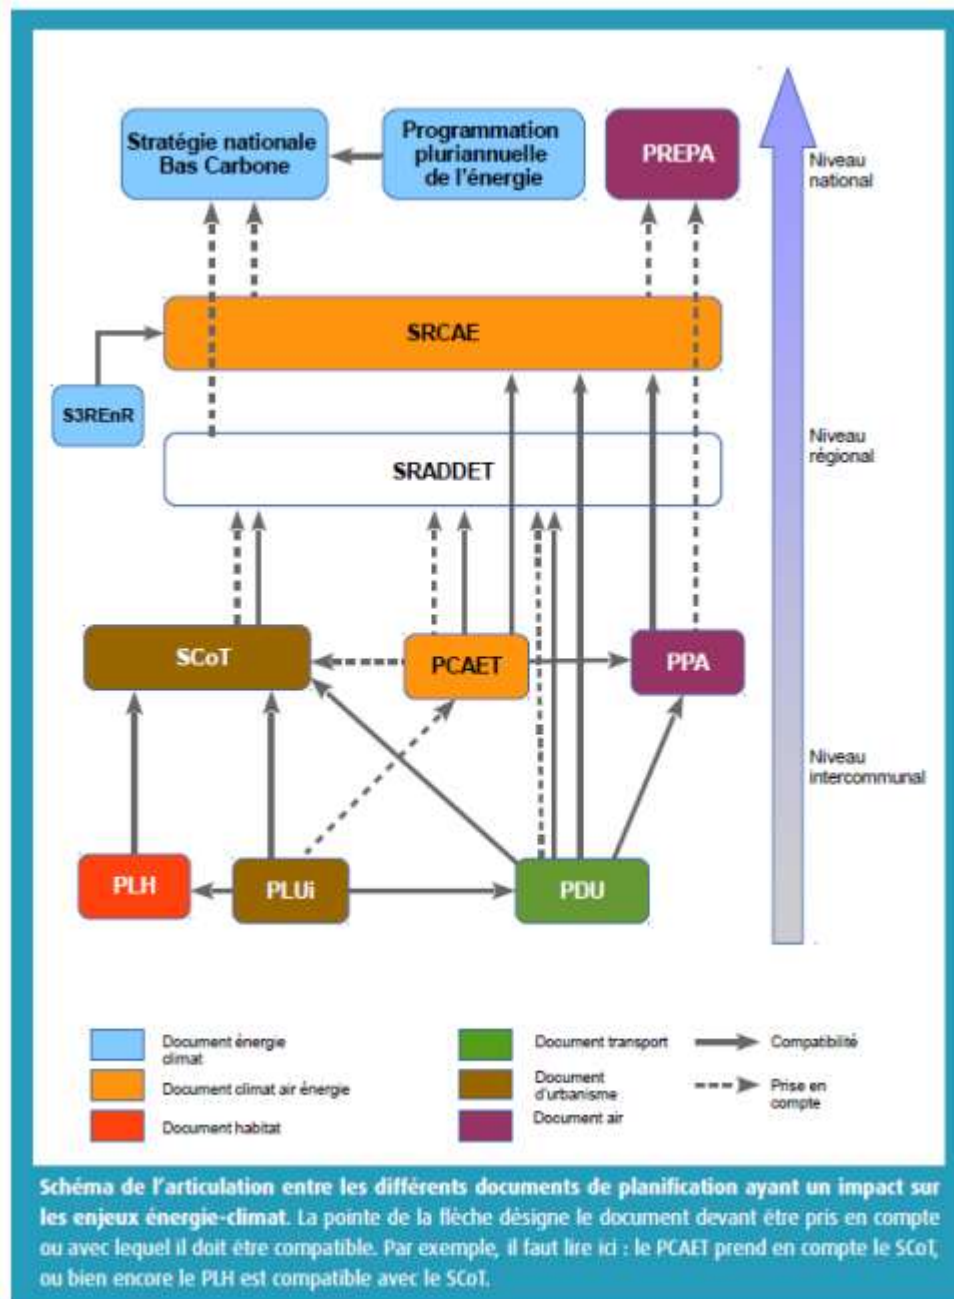 Stratégie nationale
Bas Carbone
Programmation
pluriannuelle
de l'énergie
PREPA
Niveau
national
SRCAE
S3REnR
Niveau
régional
SRADDET
SCoT
PCAET
PPA
Niveau
intercommunal
PLH
PLUi
PDU
Document énergie
climat
Document transport
Compatibilité
Document climat air énergie
Document
d'urbanisme
Prise en
compte
Document habitat
Document air
Schéma de l'articulation entre les différents documents de planification ayant un impact sur
les enjeux énergie-climat. La pointe de la flèche désigne le document devant être pris en compte
ou avec lequel il doit être compatible. Par exemple, il faut lire ici : le PCAET prend en compte le SCoT,
ou bien encore le PLH est compatible avec le SCoT.